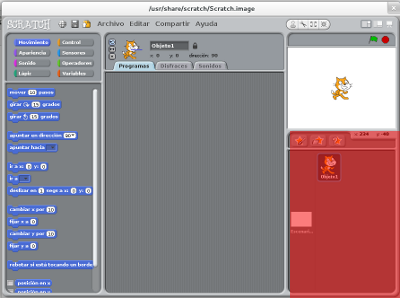 /usr/share/scratch/Scratch.image
SCRATCH Archivo Editar Compartir Ayuda
Movimiento Control
Apariencia Sensores
Sonido Operadores
Lápiz Variables
mover 10 pasos
girar 15 grados
girar 15 grados
apuntar en dirección 90
apuntar hacia
ir a x: 0 y: 0
ir a
deslizar en 1 segs a x: 0 y: 0
cambiar x por 10
fijar x a 0
cambiar y por 10
fijar y a 0
rebotar si está tocando un borde
posición en x
posición en y
Objeto1
x: 0 y: 0 dirección: 90
Programas Disfraces Sonidos
Objeto1